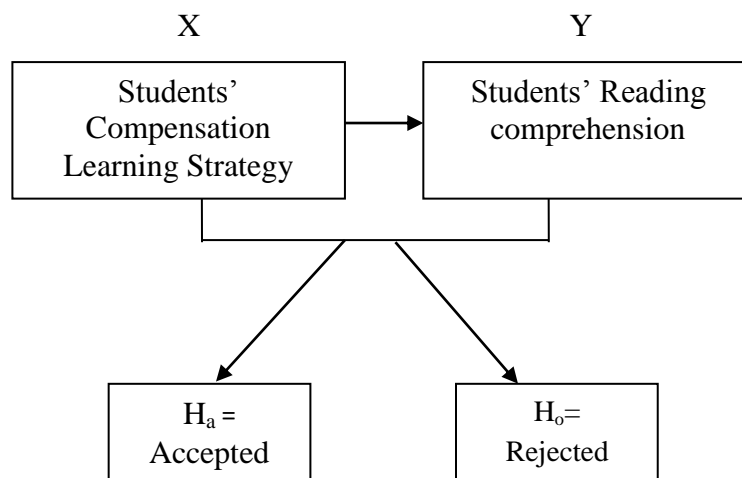 X
Y
Students’
Compensation
Learning Strategy
Students’ Reading
comprehension
Hₐ =
Accepted
Hₒ=
Rejected